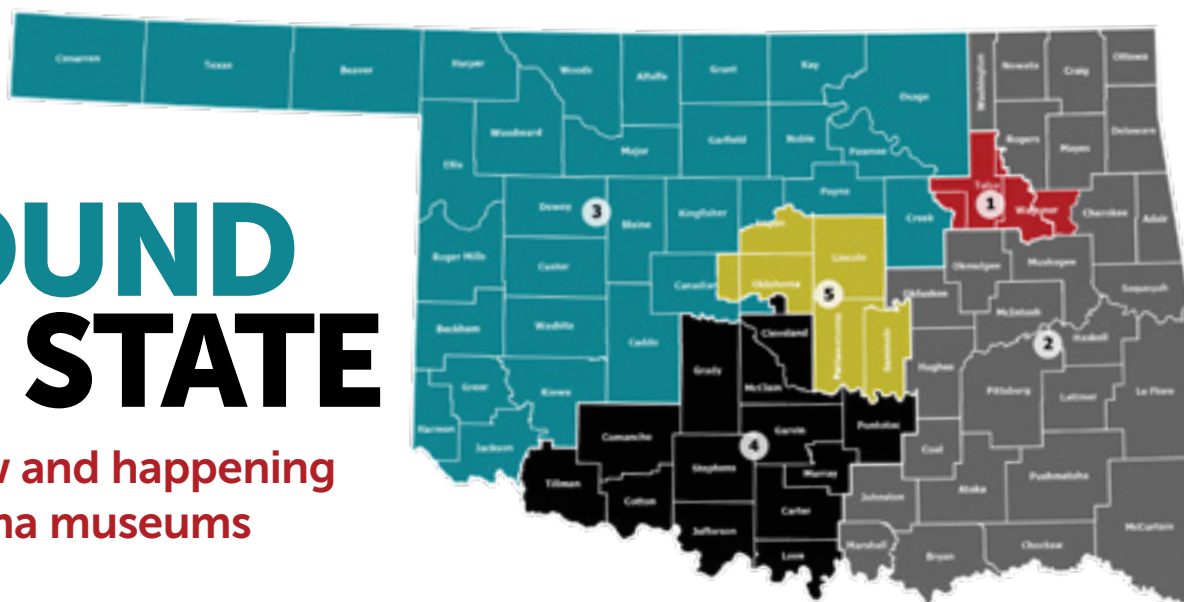 OUND
STATE
w and happening
na museums
Cimarron
Texas
Beaver
Harper
Woods
Alfalfa
Grant
Kay
Osage
Washington
Nowata
Craig
Ottawa
Ellis
Woodward
Major
Garfield
Noble
Pawnee
Rogers
Mayes
Delaware
Dewey
3
Blaine
Kingfisher
Payne
Creek
Tulsa
1
Wagoner
Cherokee
Adair
Roger Mills
Custer
Canadian
Oklahoma
Lincoln
5
Okfuskee
Okmulgee
Muskogee
Sequoyah
Beckham
Washita
Caddo
Grady
Cleveland
McClain
Pottawatomie
Seminole
Hughes
McIntosh
2
Haskell
Greer
Kiowa
Harmon
Jackson
Pittsburg
Latimer
Le Flore
Tillman
Comanche
Cotton
Stephens
4
Garvin
Murray
Pontotoc
Coal
Atoka
Pushmataha
McCurtain
Jefferson
Carter
Love
Johnston
Marshall
Bryan
Choctaw